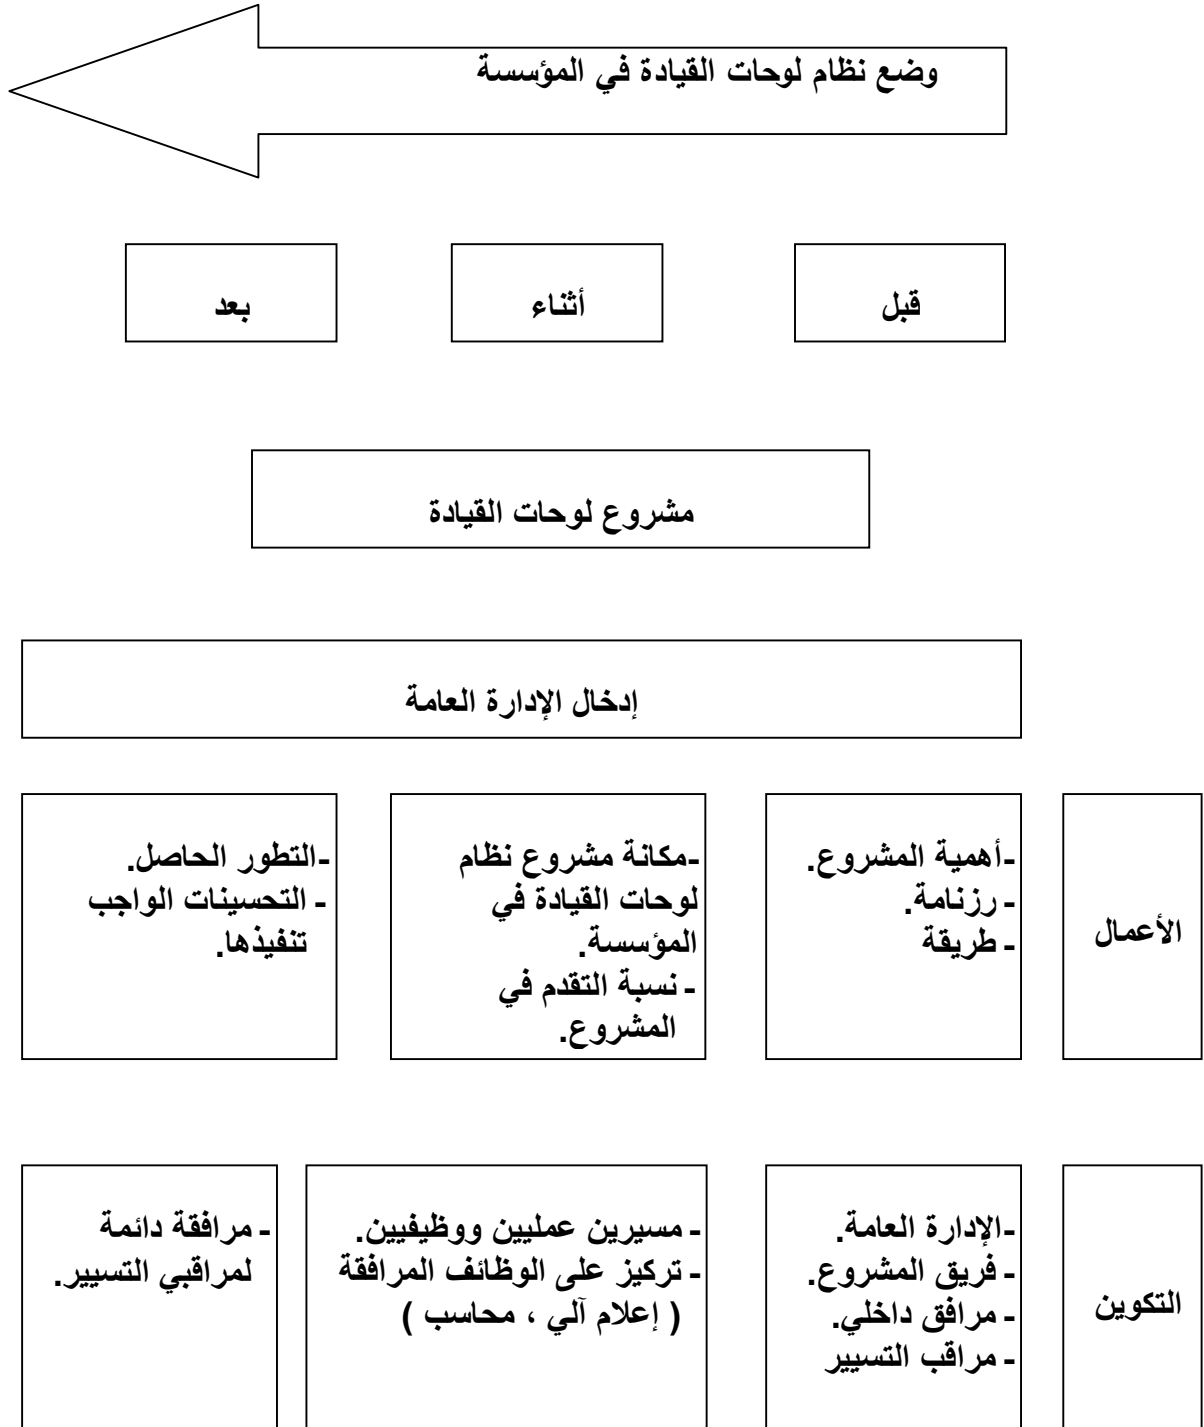 وضع نظام لوحات القيادة في المؤسسة
قبل
أثناء
بعد
مشروع لوحات القيادة
إدخال الإدارة العامة
الأعمال
-أهمية المشروع.
- رزنامة.
- طريقة
-مكانة مشروع نظام
لوحات القيادة في
المؤسسة.
- نسبة التقدم في
المشروع.
-التطور الحاصل.
- التحسينات الواجب
تنفيذها.
التكوين
-الإدارة العامة.
- فريق المشروع.
- مرافق داخلي.
- مراقب التسيير
- مسيرين عمليين ووظيفيين.
- تركيز على الوظائف المرافقة
( إعلام آلي ، محاسب )
- مرافقة دائمة
لمراقبي التسيير.